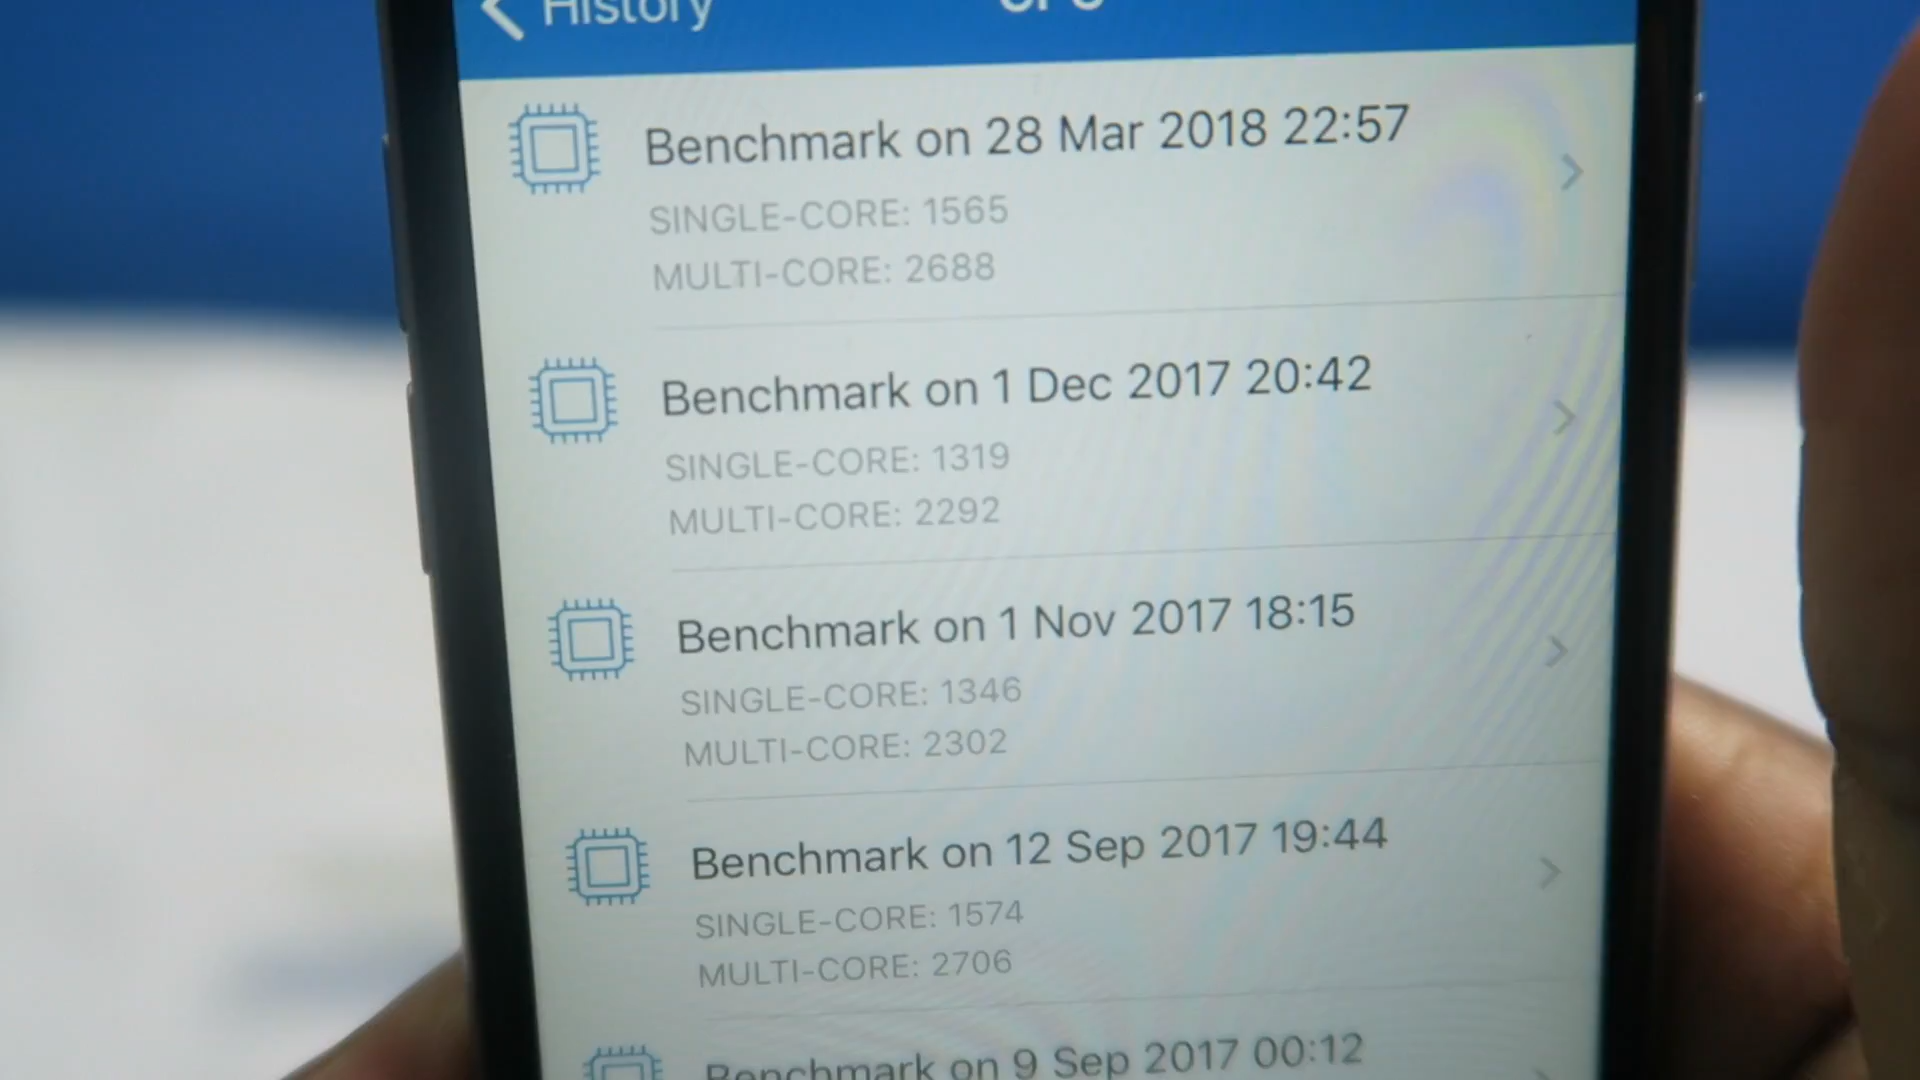 History
CPU
Benchmark on 28 Mar 2018 22:57
SINGLE-CORE: 1565
MULTI-CORE: 2688
Benchmark on 1 Dec 2017 20:42
SINGLE-CORE: 1319
MULTI-CORE: 2292
Benchmark on 1 Nov 2017 18:15
SINGLE-CORE: 1346
MULTI-CORE: 2302
Benchmark on 12 Sep 2017 19:44
SINGLE-CORE: 1574
MULTI-CORE: 2706
Benchmark on 9 Sep 2017 00:12